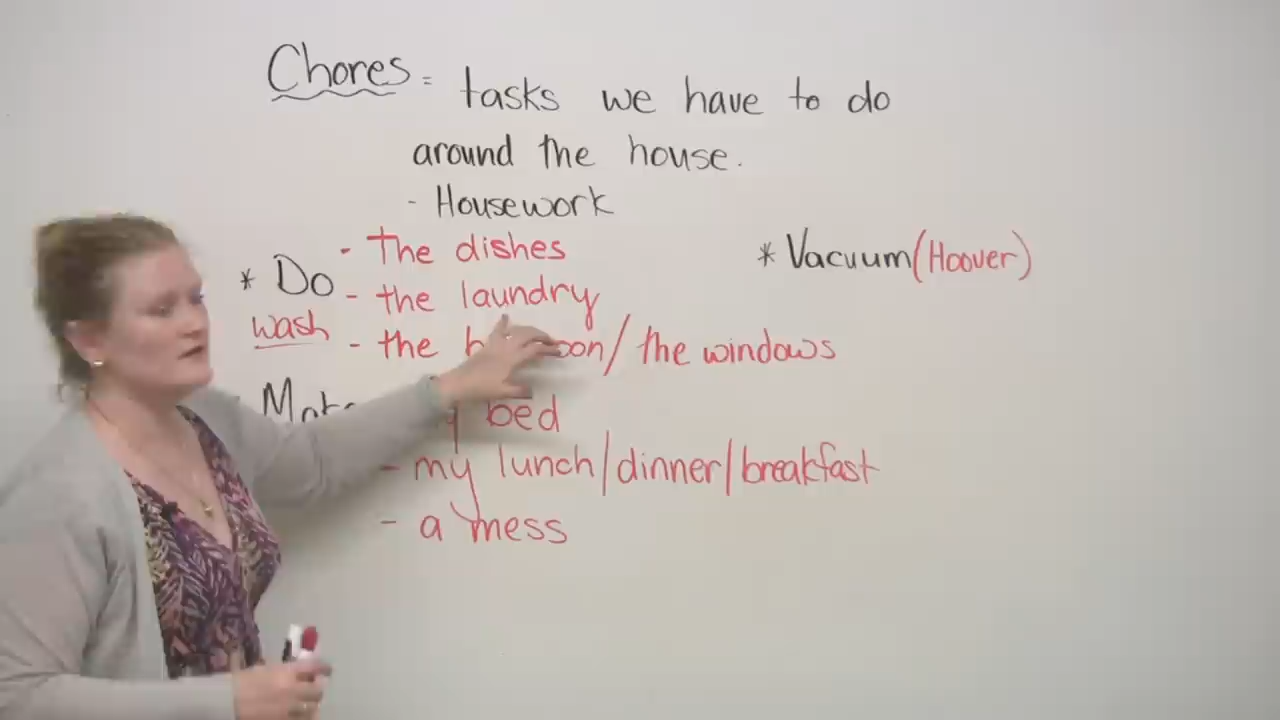 Chores = tasks we have to do
around the house.
- Housework
* Do - The dishes
- the laundry
wash - the / the windows
* Vacuum (Hoover)
bed
- my lunch/dinner/breakfast
- a mess